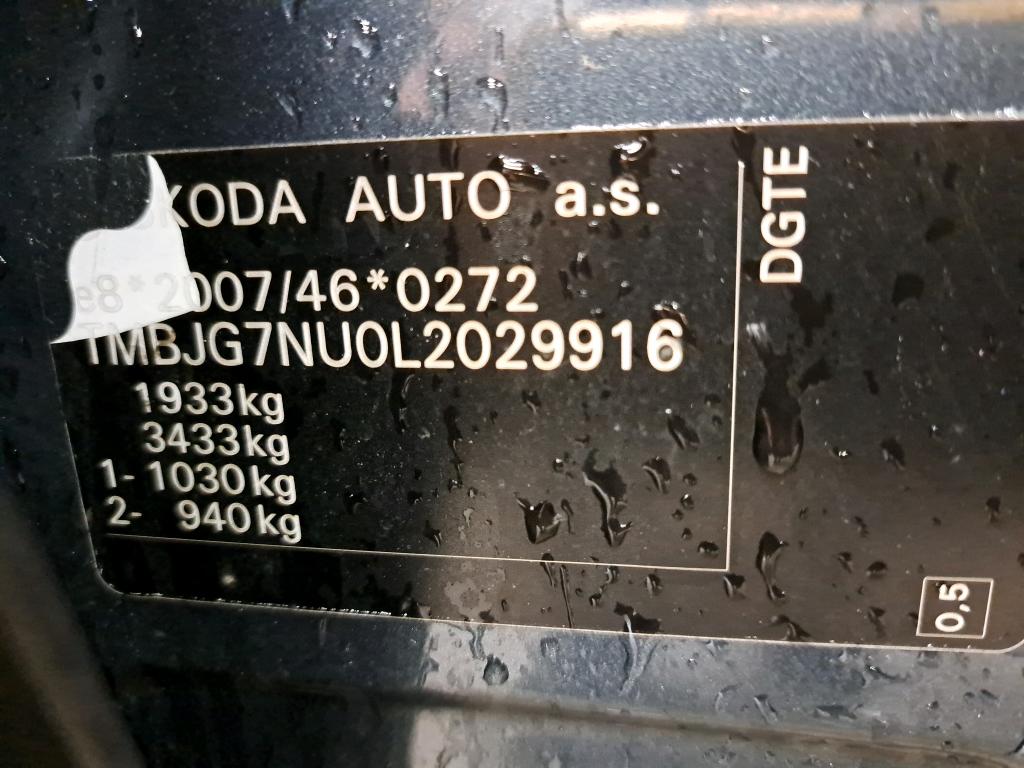 KODA AUTO a.s.
e8*2007/46*0272
TMBJG7NU0L2029916
1933kg
3433kg
1- 1030kg
2- 940kg
DGTE
0,5